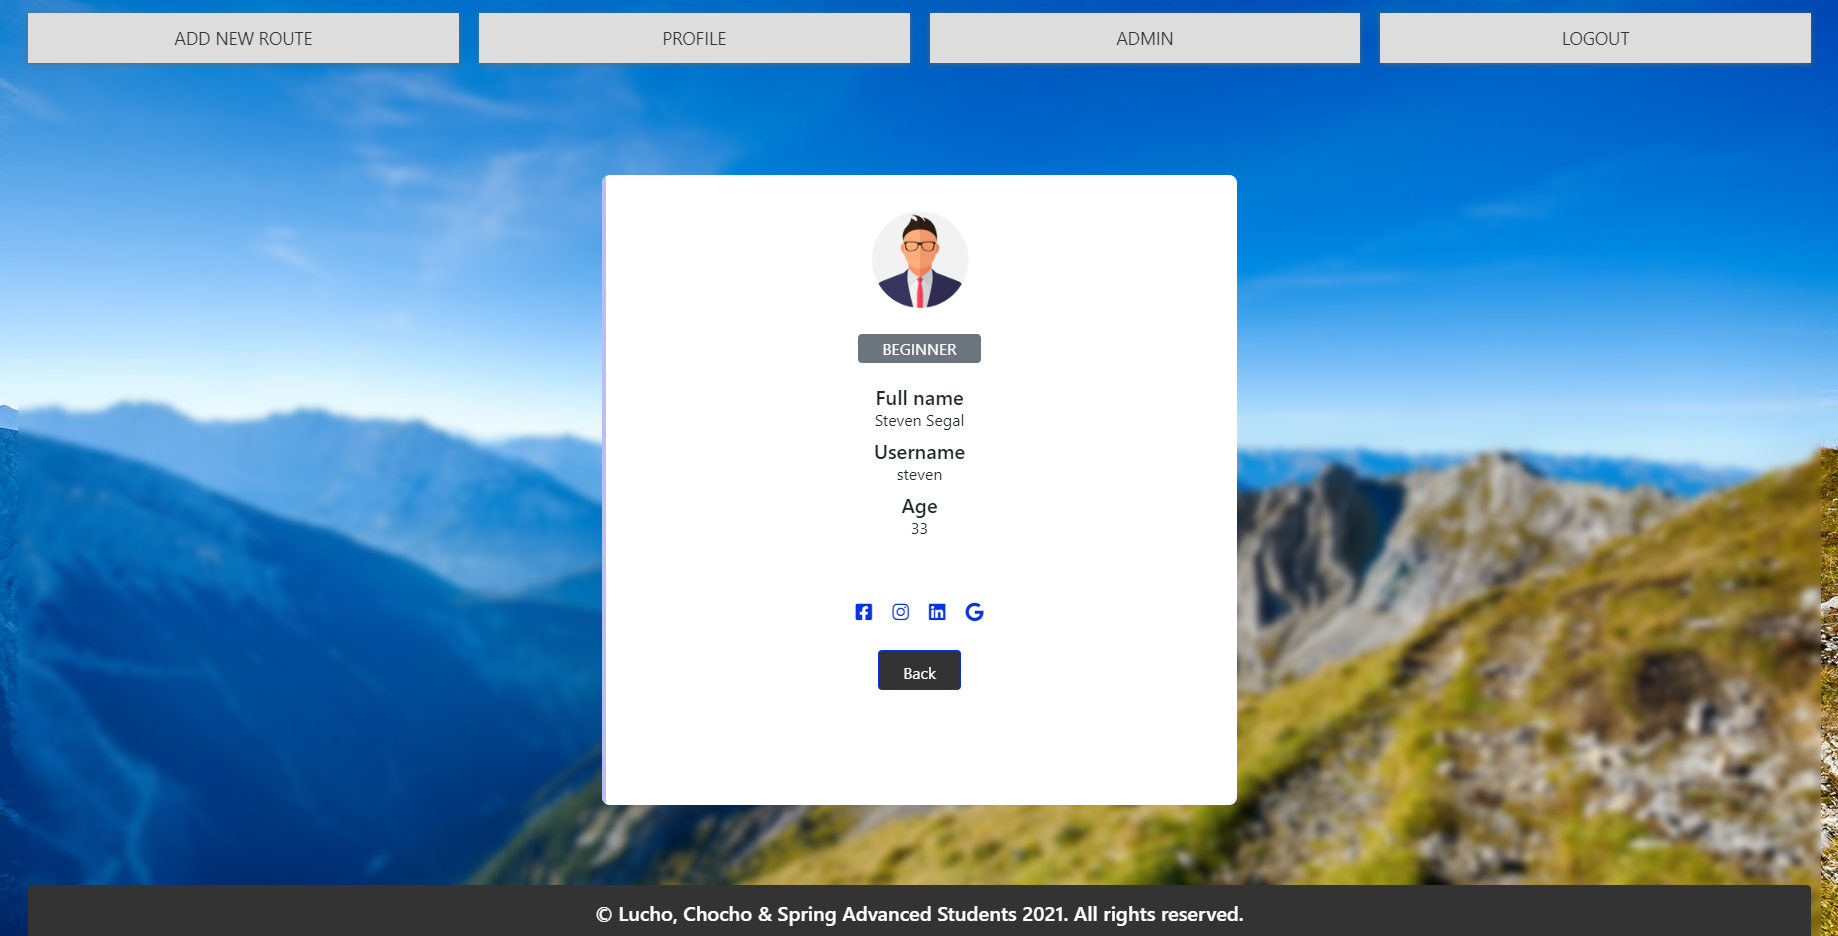 ADD NEW ROUTE PROFILE ADMIN LOGOUT
BEGINNER
Full name
Steven Segal
Username
steven
Age
33
Back
© Lucho, Chocho & Spring Advanced Students 2021. All rights reserved.